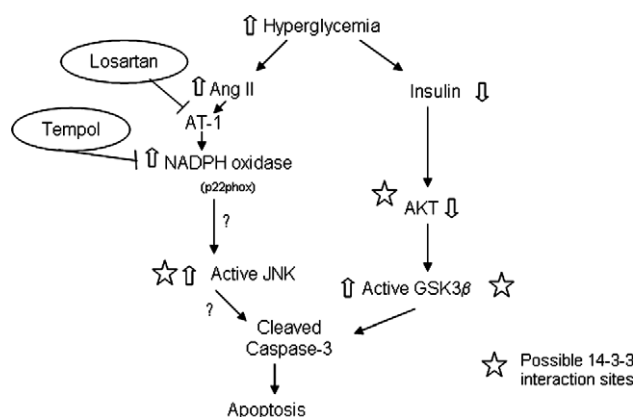 Hyperglycemia
Losartan
Ang II
Insulin
AT-1
Tempol
NADPH oxidase
(p22phox)
?
AKT
Active JNK
Active GSK3β
?
Cleaved
Caspase-3
Possible 14-3-3
interaction sites
Apoptosis